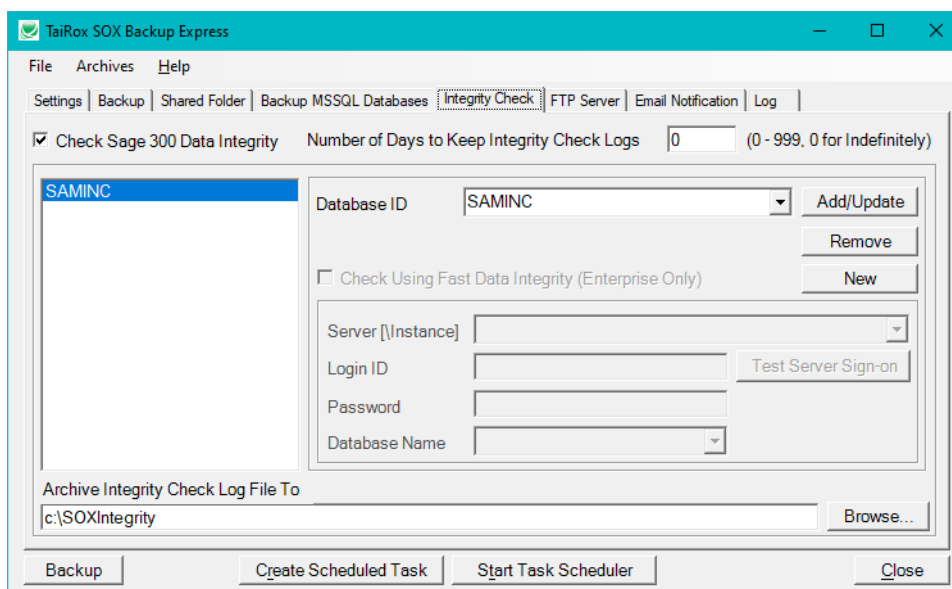 TaiRox SOX Backup Express
File Archives Help
Settings Backup Shared Folder Backup MSSQL Databases Integrity Check FTP Server Email Notification Log
Check Sage 300 Data Integrity Number of Days to Keep Integrity Check Logs 0 (0 - 999, 0 for Indefinitely)
SAMINC
Database ID SAMINC Add/Update
Remove
Check Using Fast Data Integrity (Enterprise Only) New
Server [\Instance]
Login ID Test Server Sign-on
Password
Database Name
Archive Integrity Check Log File To
c:\SOXIntegrity Browse...
Backup Create Scheduled Task Start Task Scheduler Close